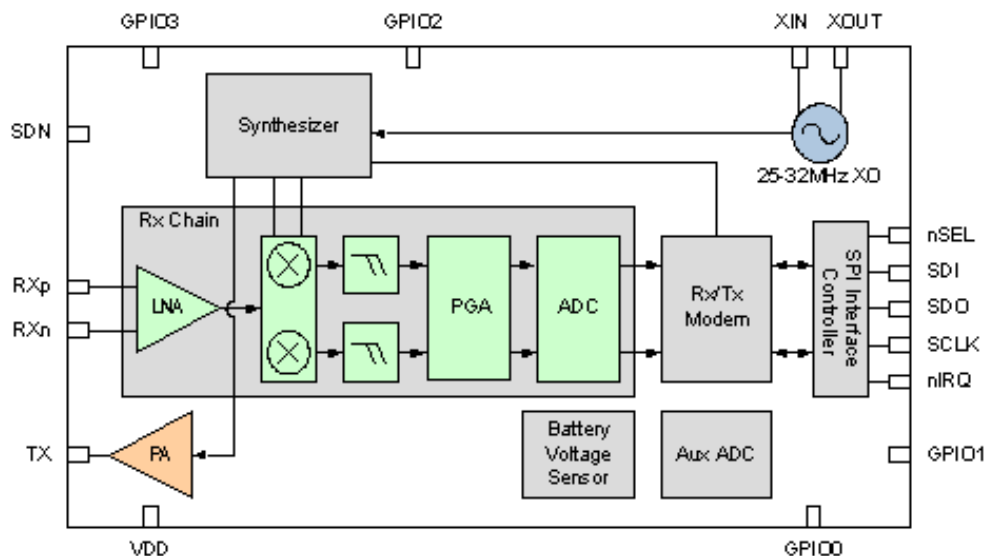 GPIO3
GPIO2
XIN
XOUT
SDN
Synthesizer
25-32MHz XO
Rx Chain
nSEL
SDI
SDO
SCLK
nIRQ
SPI Interface
Controller
RXp
RXn
LNA
PGA
ADC
Rx/Tx
Modem
TX
PA
Battery
Voltage
Sensor
Aux ADC
GPIO1
VDD
GPIO0